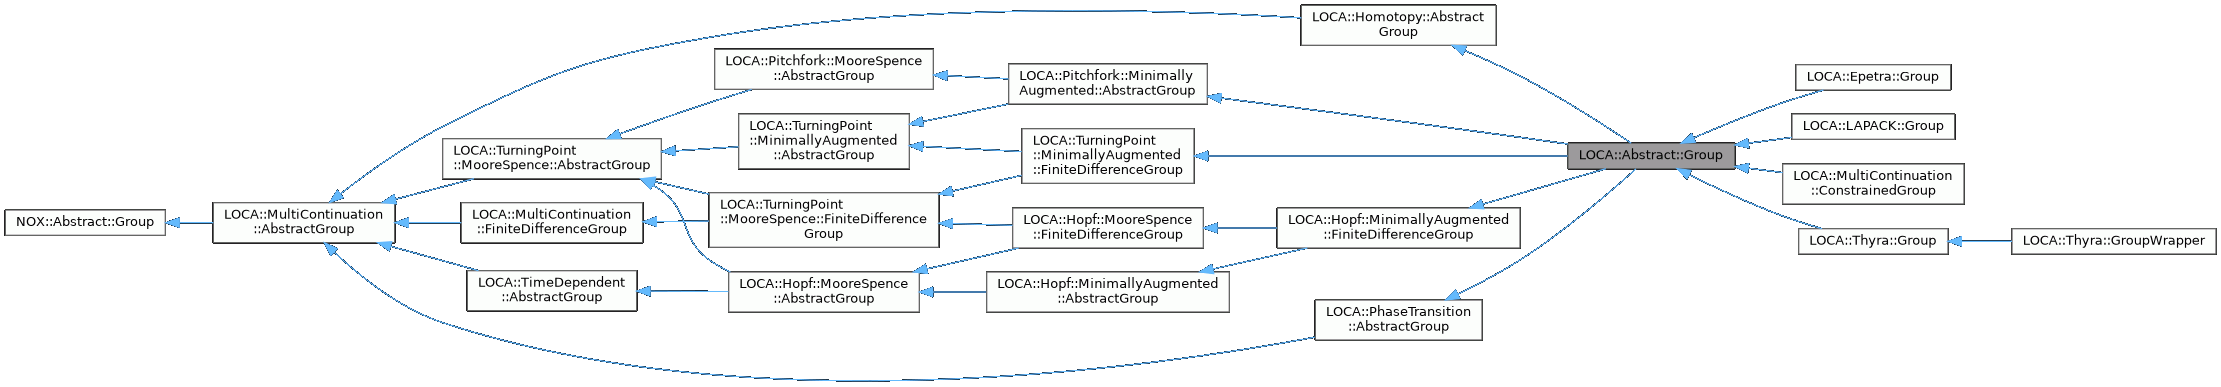 NOX::Abstract::Group
LOCA::MultiContinuation
::AbstractGroup
LOCA::TurningPoint
::MooreSpence::AbstractGroup
LOCA::MultiContinuation
::FiniteDifferenceGroup
LOCA::TimeDependent
::AbstractGroup
LOCA::Pitchfork::MooreSpence
::AbstractGroup
LOCA::TurningPoint
::MinimallyAugmented
::AbstractGroup
LOCA::TurningPoint
::MooreSpence::FiniteDifference
Group
LOCA::Hopf::MooreSpence
::AbstractGroup
LOCA::Pitchfork::Minimally
Augmented::AbstractGroup
LOCA::TurningPoint
::MinimallyAugmented
::FiniteDifferenceGroup
LOCA::Hopf::MooreSpence
::FiniteDifferenceGroup
LOCA::Hopf::MinimallyAugmented
::AbstractGroup
LOCA::Homotopy::Abstract
Group
LOCA::Hopf::MinimallyAugmented
::FiniteDifferenceGroup
LOCA::PhaseTransition
::AbstractGroup
LOCA::Abstract::Group
LOCA::Epetra::Group
LOCA::LAPACK::Group
LOCA::MultiContinuation
::ConstrainedGroup
LOCA::Thyra::Group
LOCA::Thyra::GroupWrapper